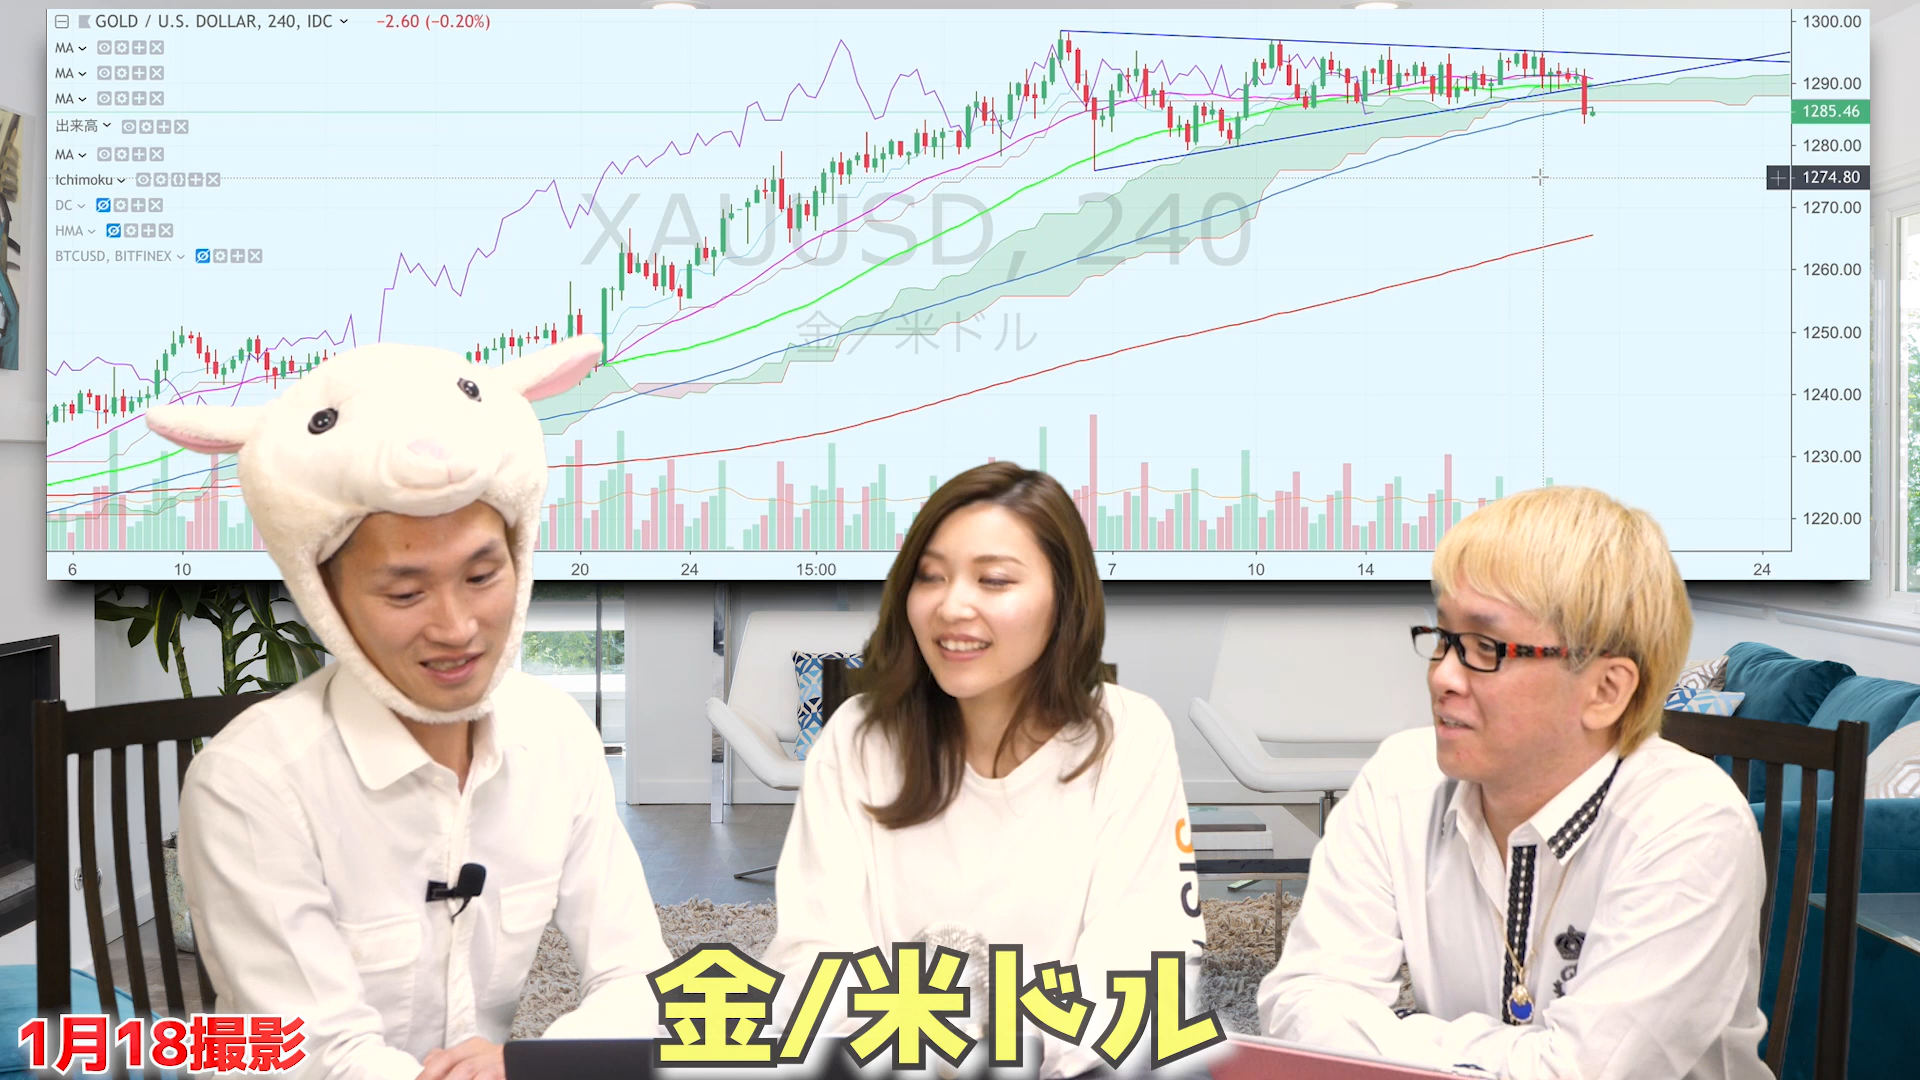 GOLD / U.S. DOLLAR, 240, IDC −2.60 (−0.20%)
MA
MA
MA
出来高
MA
Ichimoku
DC
HMA
BTCUSD, BITFINEX
XAUUSD, 240
金/米ドル
1300.00
1290.00
1285.46
1280.00
1274.80
1270.00
1260.00
1250.00
1240.00
1230.00
1220.00
6 10 20 24 15:00 7 10 14 24
金/米ドル
1月18撮影